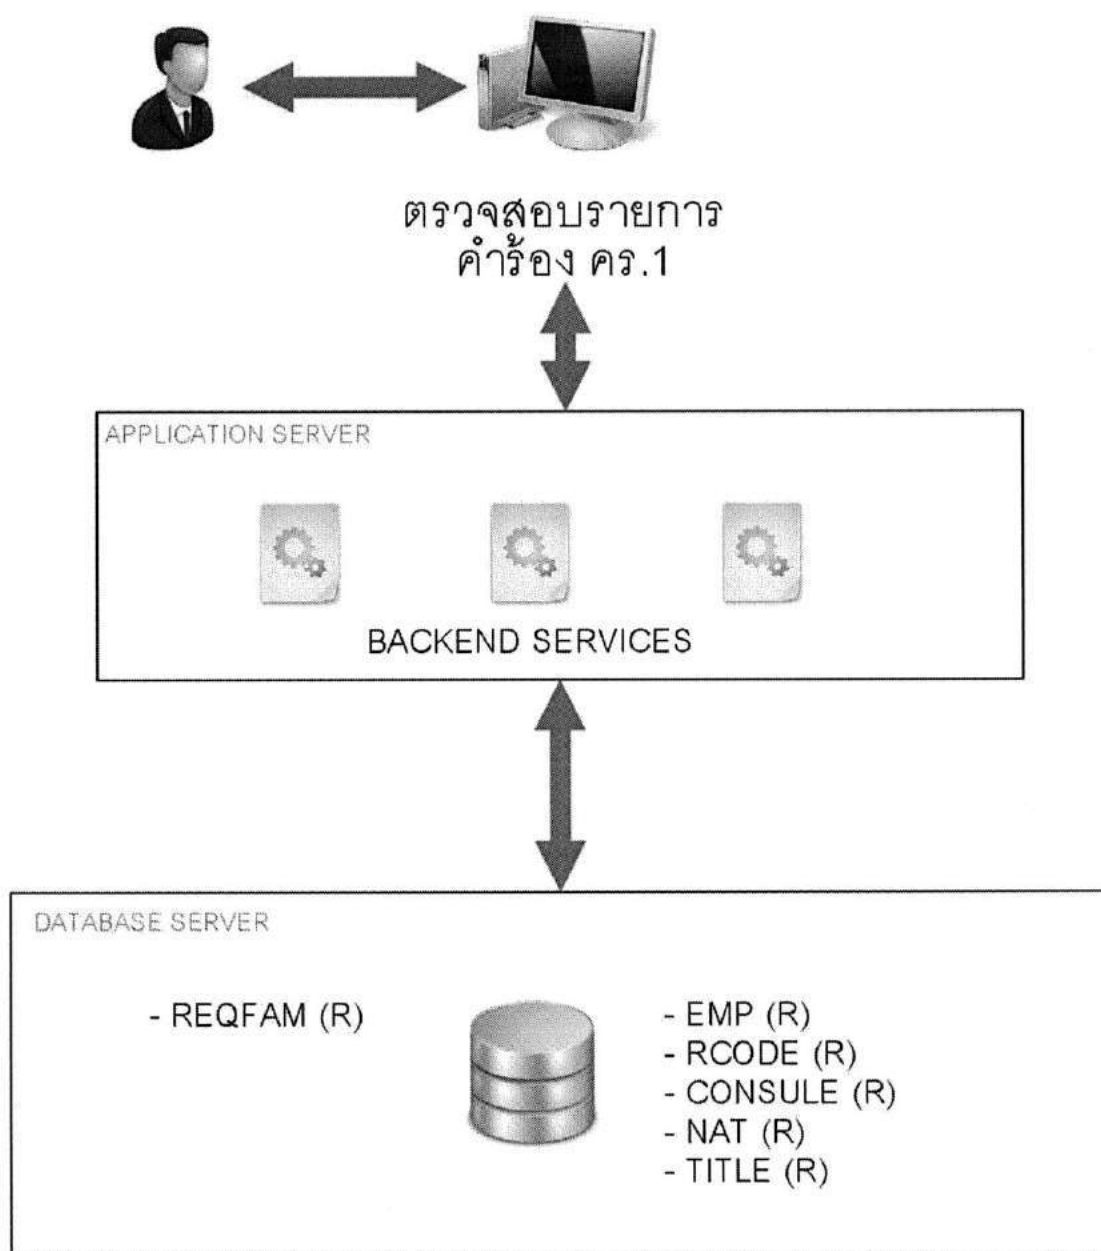 ตรวจสอบรายการ
คำร้อง คร.1
APPLICATION SERVER
BACKEND SERVICES
DATABASE SERVER
- REQFAM (R)
- EMP (R)
- RCODE (R)
- CONSULE (R)
- NAT (R)
- TITLE (R)